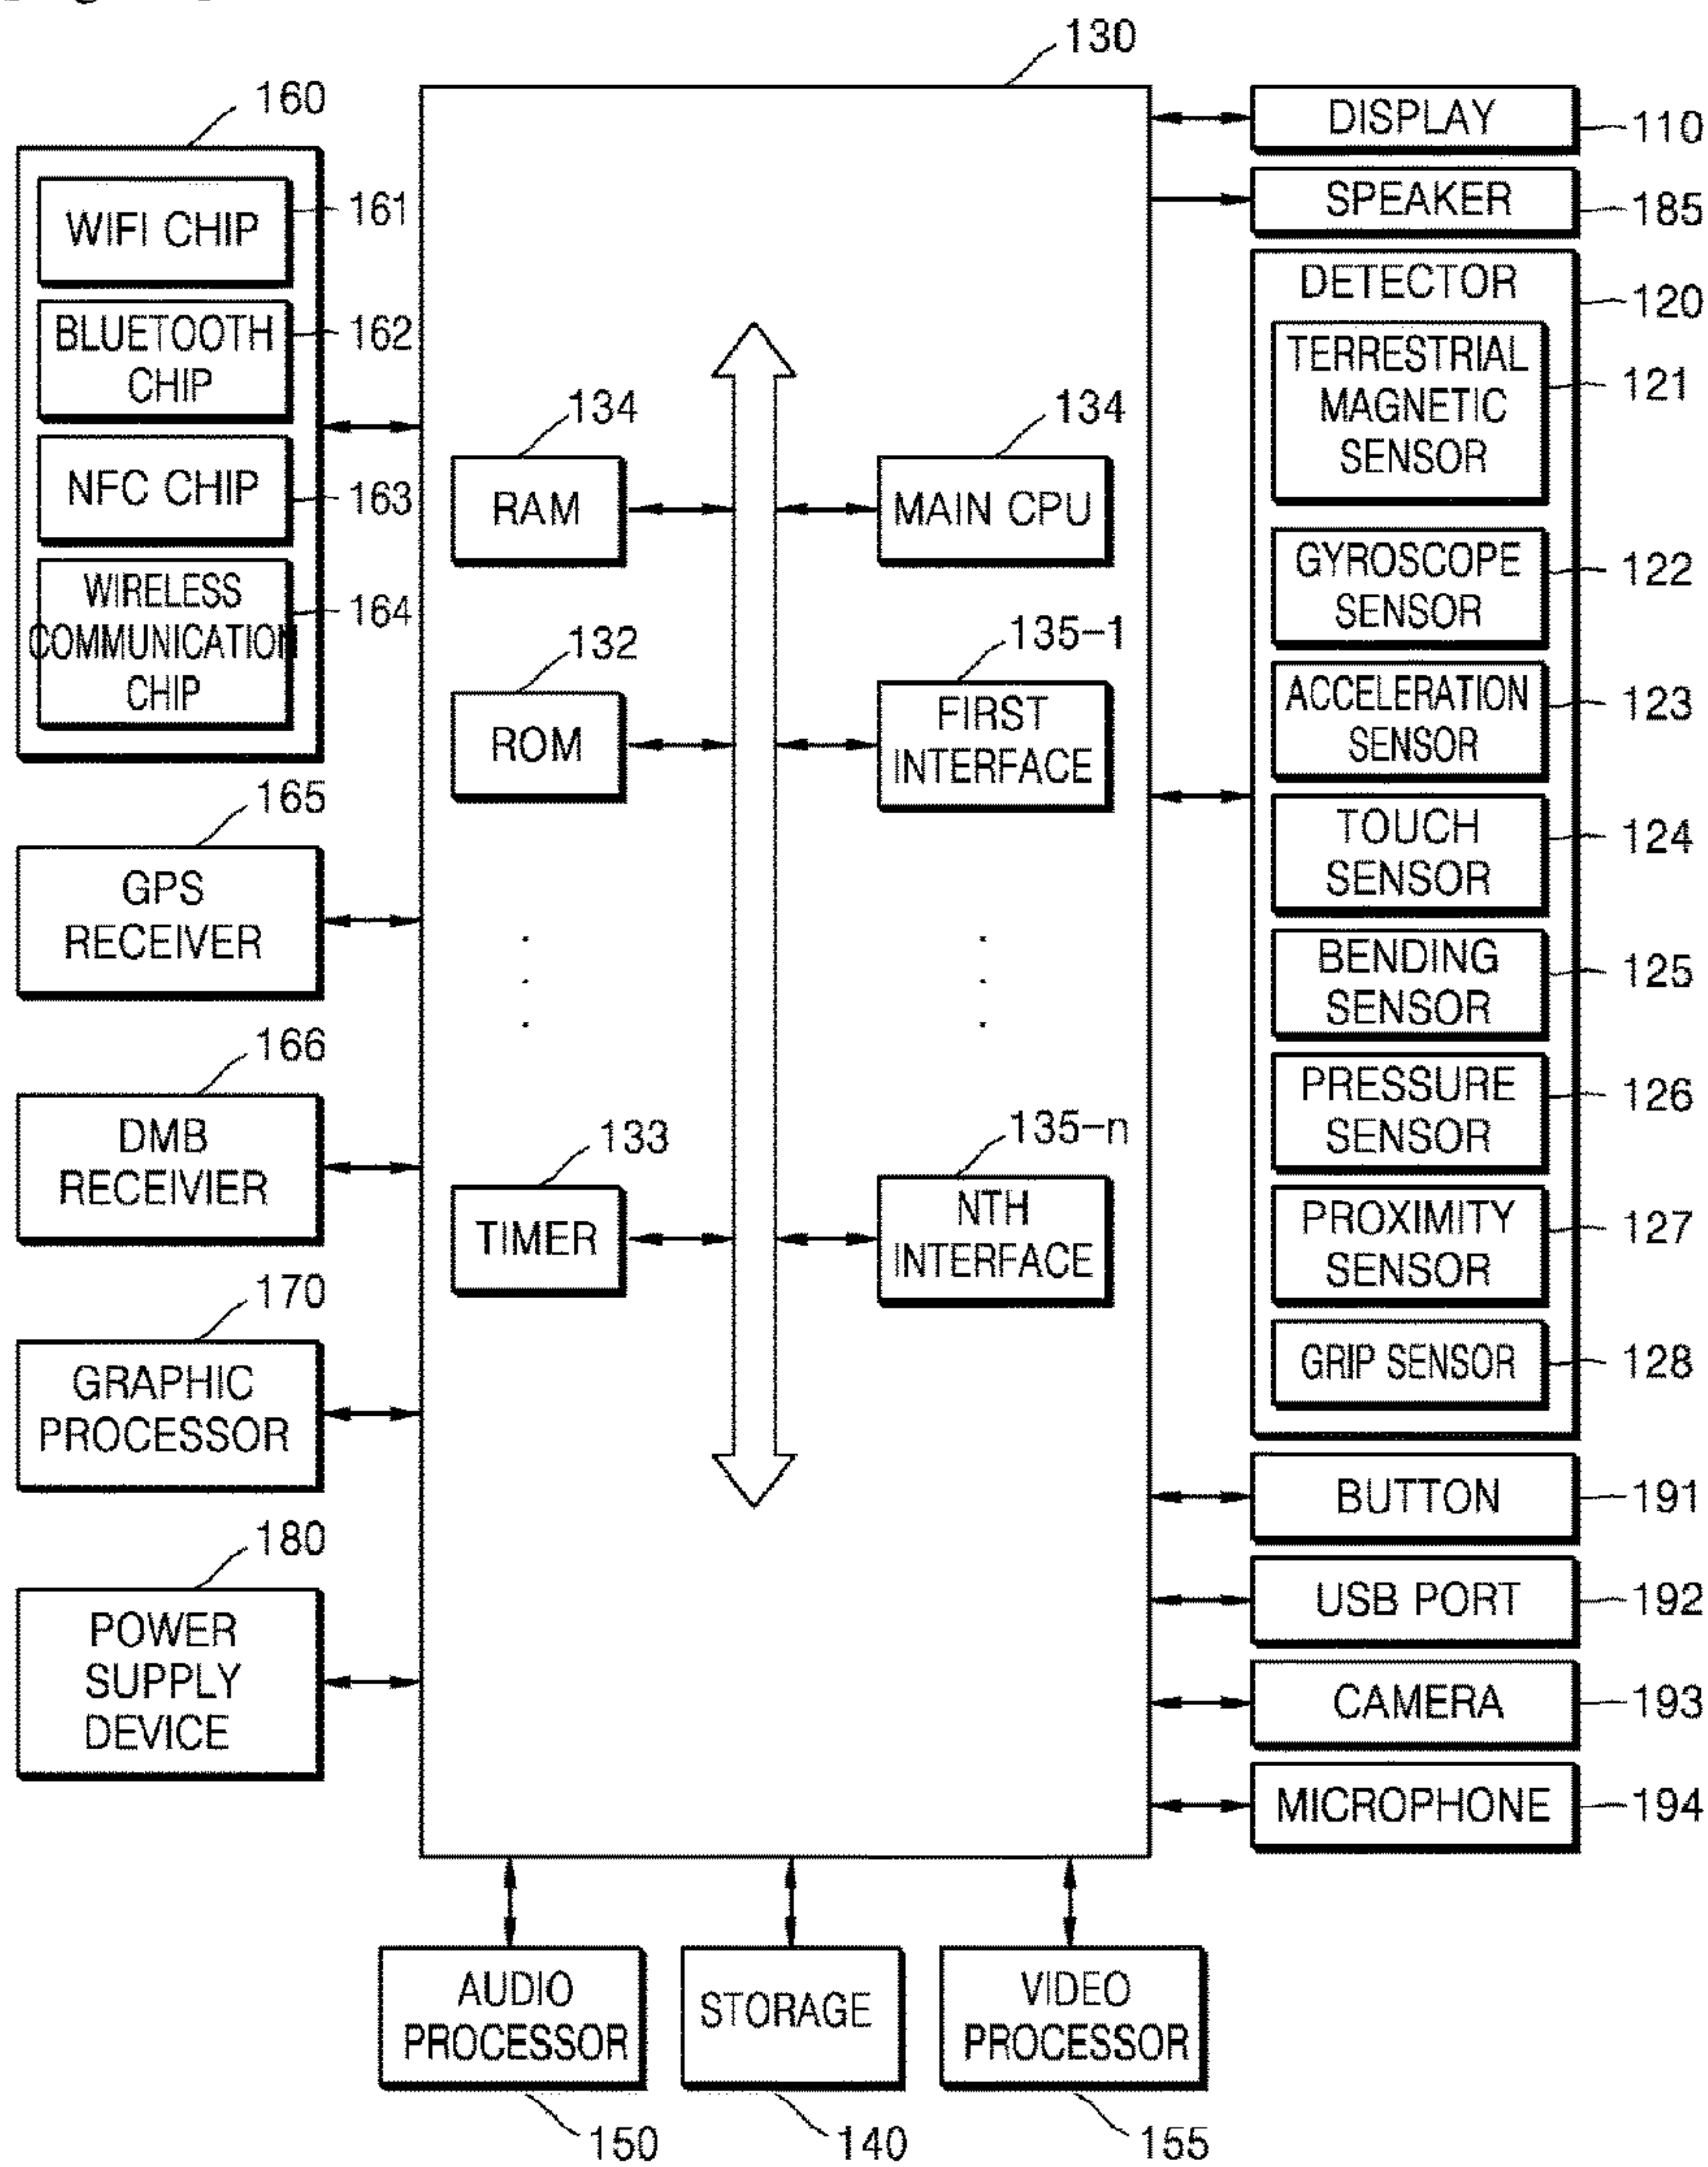 130
160
WIFI CHIP
161
BLUETOOTH
CHIP
162
NFC CHIP
163
WIRELESS
COMMUNICATION
CHIP
164
165
GPS
RECEIVER
166
DMB
RECEIVIER
170
GRAPHIC
PROCESSOR
180
POWER
SUPPLY
DEVICE
134
RAM
134
MAIN CPU
132
ROM
135-1
FIRST
INTERFACE
133
TIMER
135-n
NTH
INTERFACE
DISPLAY
110
SPEAKER
185
DETECTOR
120
TERRESTRIAL
MAGNETIC
SENSOR
121
GYROSCOPE
SENSOR
122
ACCELERATION
SENSOR
123
TOUCH
SENSOR
124
BENDING
SENSOR
125
PRESSURE
SENSOR
126
PROXIMITY
SENSOR
127
GRIP SENSOR
128
BUTTON
191
USB PORT
192
CAMERA
193
MICROPHONE
194
AUDIO
PROCESSOR
150
STORAGE
140
VIDEO
PROCESSOR
155